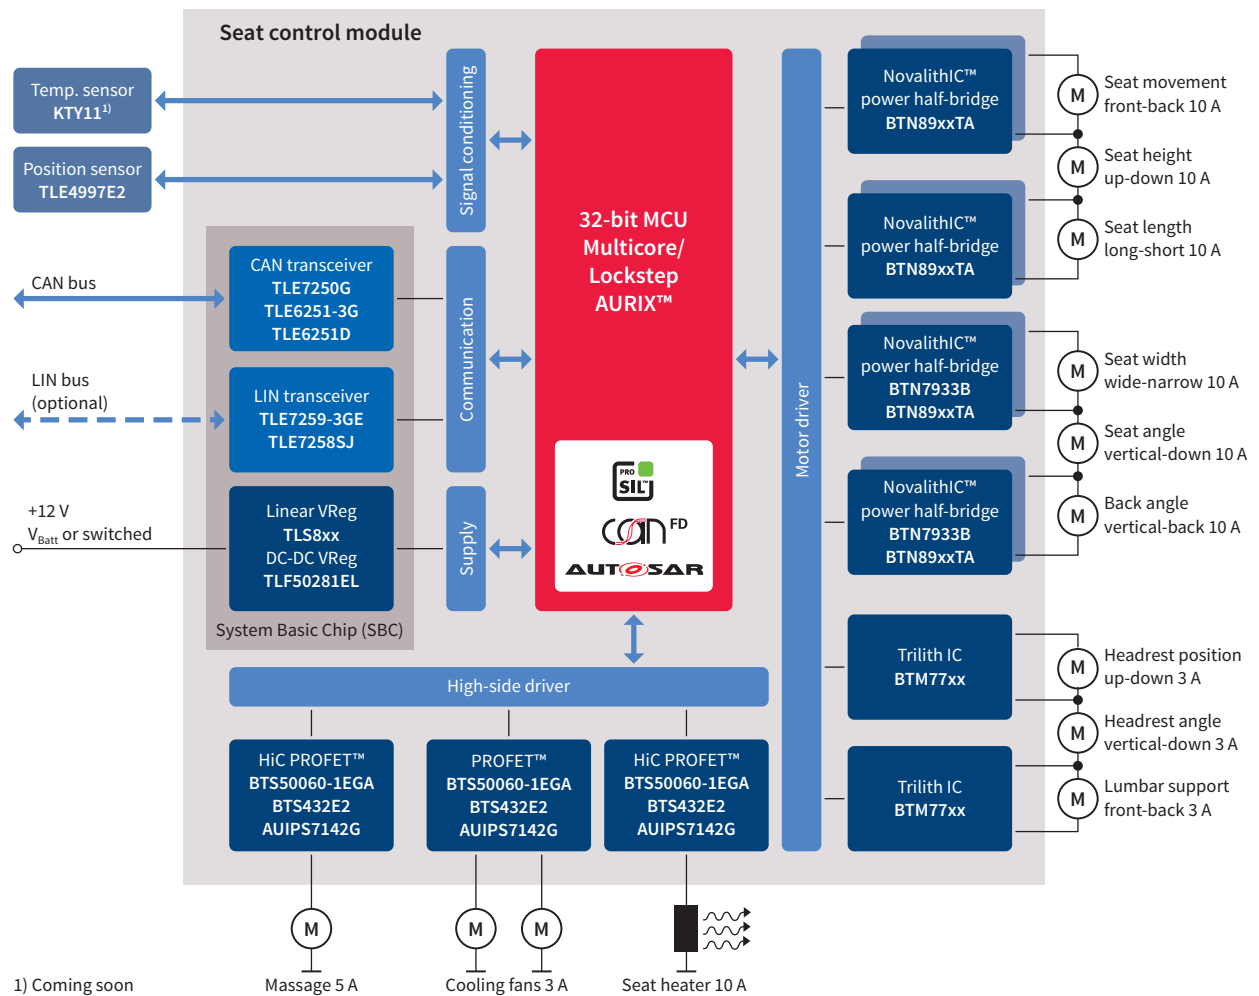 Seat control module
Temp. sensor
KTY11¹⁾
Position sensor
TLE4997E2
CAN bus
LIN bus
(optional)
+12 V
V_Batt or switched
Signal conditioning
Communication
Supply
CAN transceiver
TLE7250G
TLE6251-3G
TLE6251D
LIN transceiver
TLE7259-3GE
TLE7258SJ
Linear VReg
TLS8xx
DC-DC VReg
TLF50281EL
System Basic Chip (SBC)
32-bit MCU
Multicore/
Lockstep
AURIX™
PRO
SIL™
CAN FD
AUTOSAR
Motor driver
NovalithIC™
power half-bridge
BTN89xxTA
NovalithIC™
power half-bridge
BTN89xxTA
NovalithIC™
power half-bridge
BTN7933B
BTN89xxTA
NovalithIC™
power half-bridge
BTN7933B
BTN89xxTA
Trilith IC
BTM77xx
Trilith IC
BTM77xx
M
Seat movement
front-back 10 A
M
Seat height
up-down 10 A
M
Seat length
long-short 10 A
M
Seat width
wide-narrow 10 A
M
Seat angle
vertical-down 10 A
M
Back angle
vertical-back 10 A
M
Headrest position
up-down 3 A
M
Headrest angle
vertical-down 3 A
M
Lumbar support
front-back 3 A
High-side driver
HiC PROFET™
BTS50060-1EGA
BTS432E2
AUIPS7142G
PROFET™
BTS50060-1EGA
BTS432E2
AUIPS7142G
HiC PROFET™
BTS50060-1EGA
BTS432E2
AUIPS7142G
M
M
M
Massage 5 A
Cooling fans 3 A
Seat heater 10 A
1) Coming soon